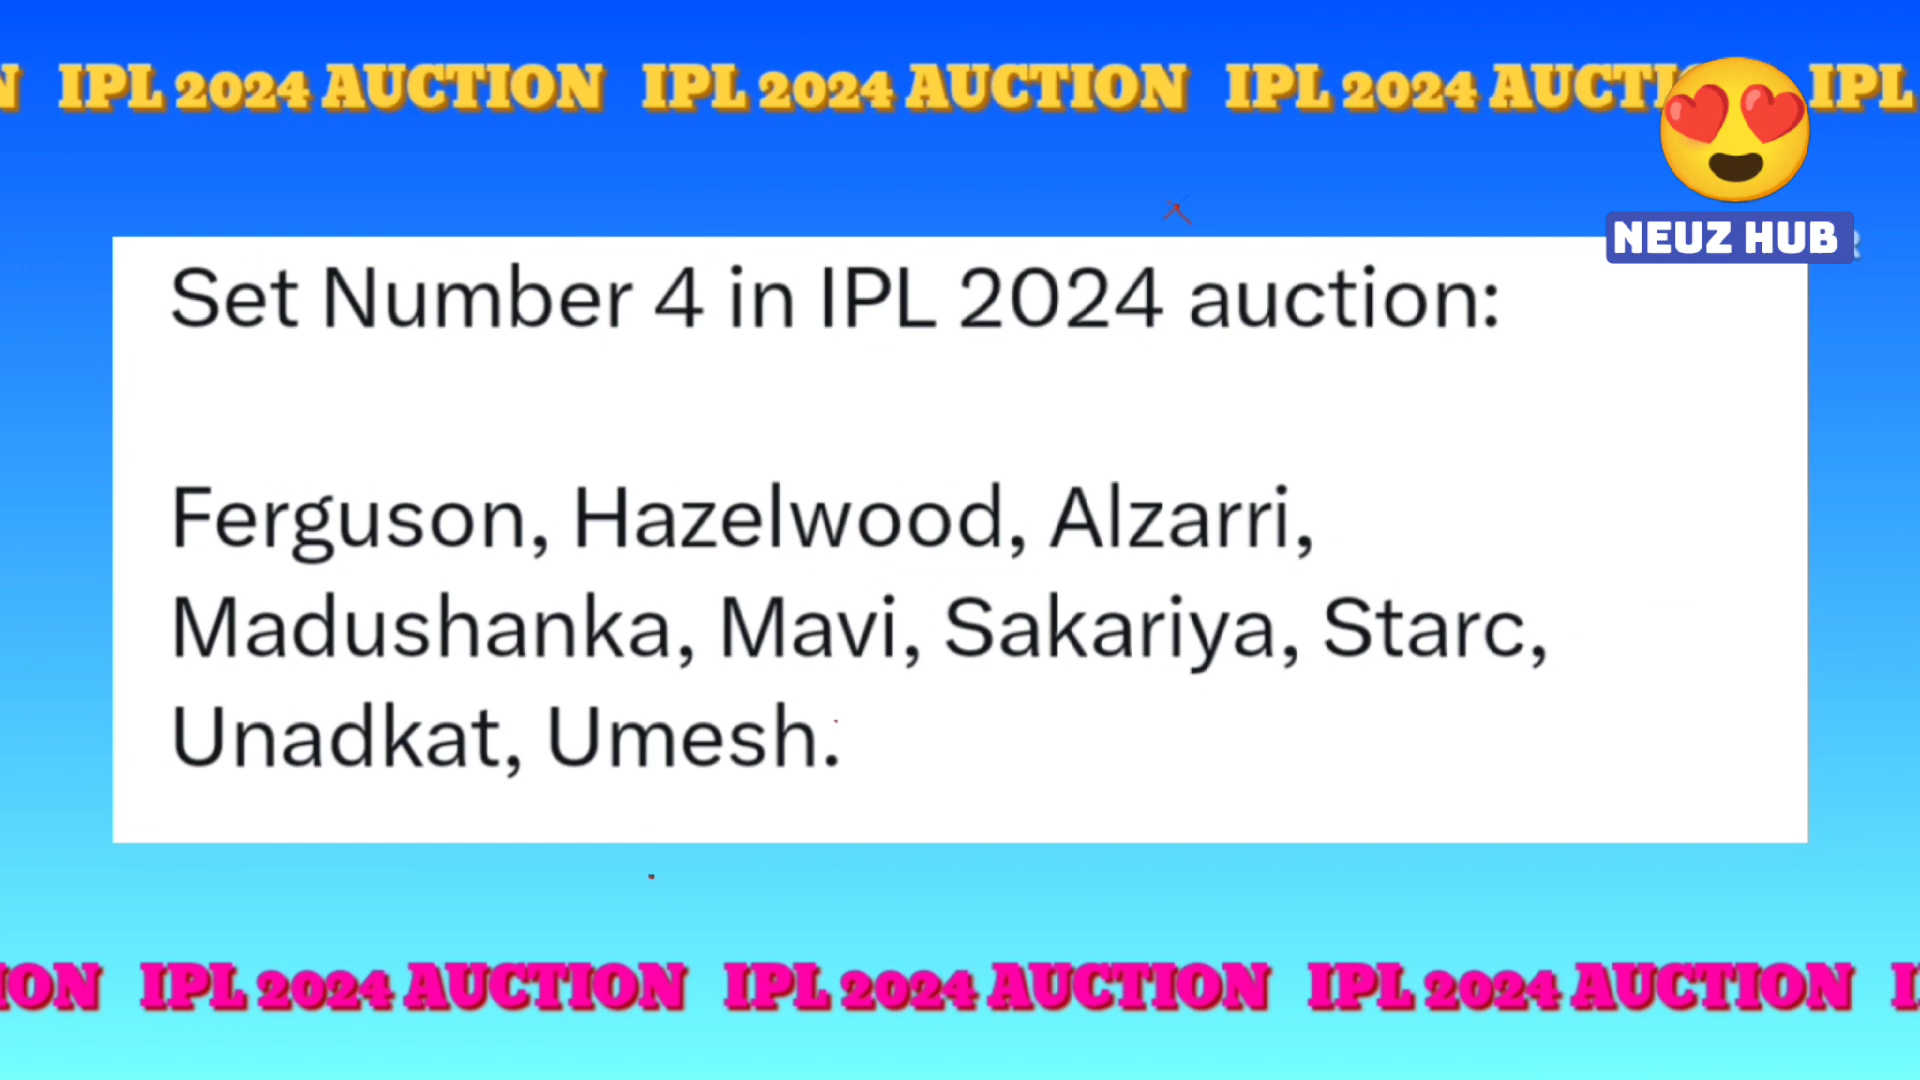 N IPL 2024 AUCTION IPL 2024 AUCTION IPL 2024 AUCTI IPL
NEUZ HUB
Set Number 4 in IPL 2024 auction:
Ferguson, Hazelwood, Alzarri,
Madushanka, Mavi, Sakariya, Starc,
Unadkat, Umesh.
ION IPL 2024 AUCTION IPL 2024 AUCTION IPL 2024 AUCTION I